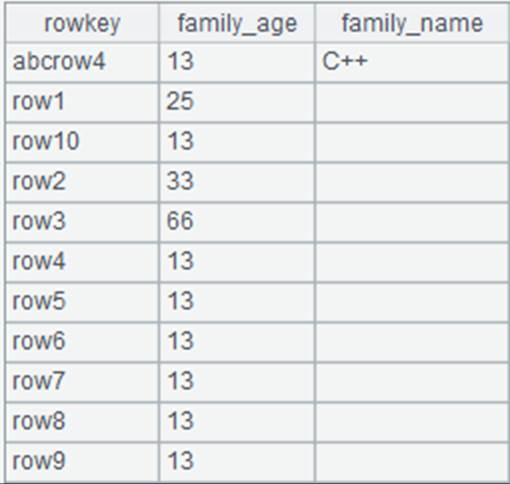 rowkey family_age family_name
abcrow4 13 C++
row1 25
row10 13
row2 33
row3 66
row4 13
row5 13
row6 13
row7 13
row8 13
row9 13